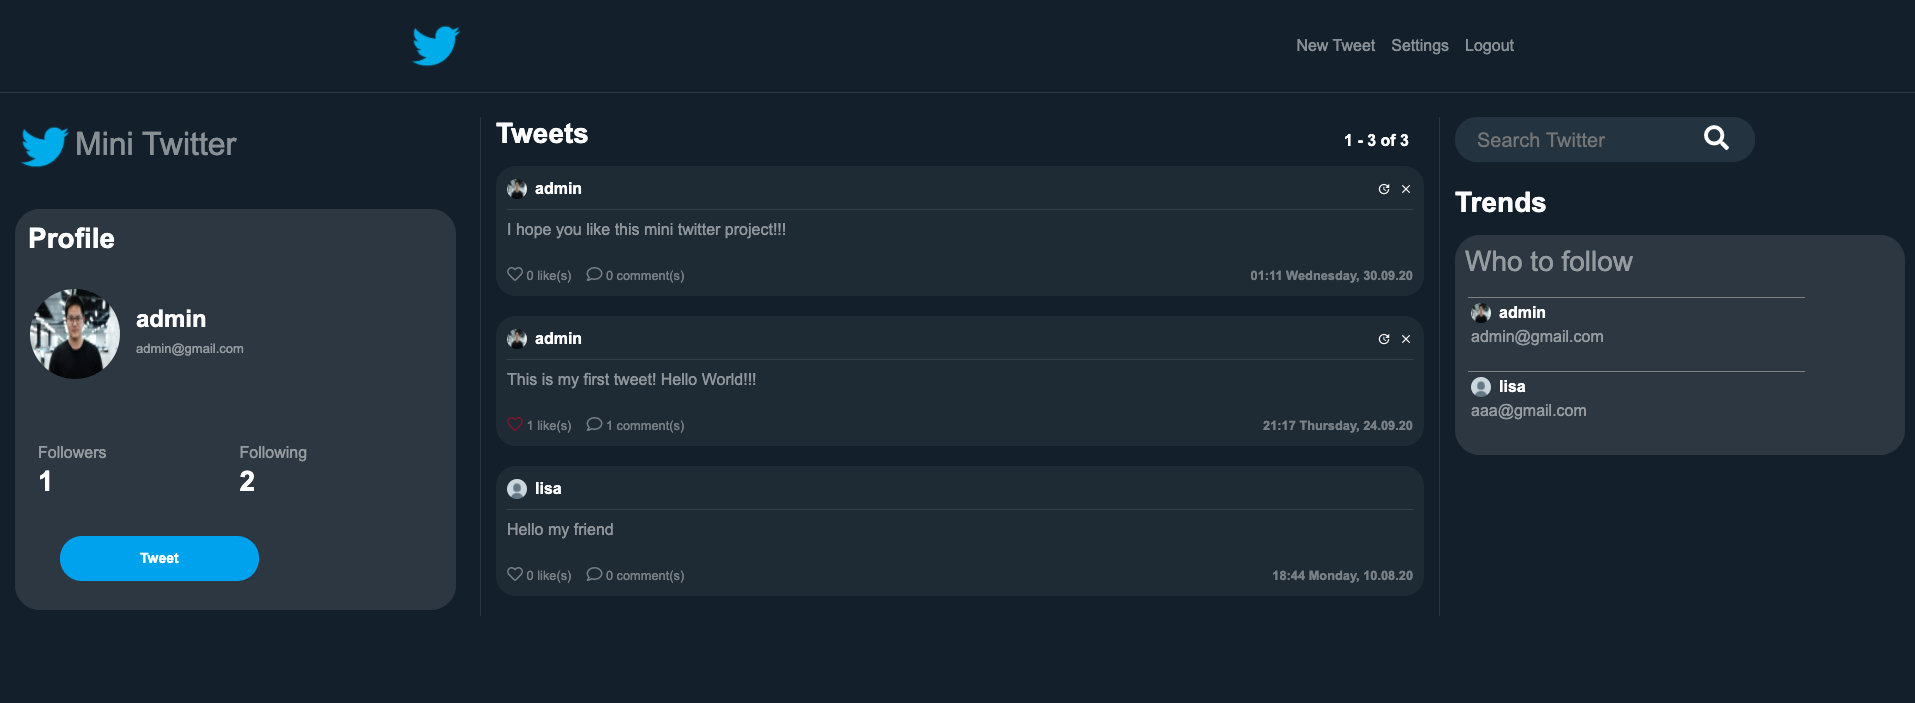 New Tweet Settings Logout
Mini Twitter
Profile
admin
admin@gmail.com
Followers Following
1 2
Tweet
Tweets
1 - 3 of 3
admin
I hope you like this mini twitter project!!!
0 like(s) 0 comment(s) 01:11 Wednesday, 30.09.20
admin
This is my first tweet! Hello World!!!
1 like(s) 1 comment(s) 21:17 Thursday, 24.09.20
lisa
Hello my friend
0 like(s) 0 comment(s) 18:44 Monday, 10.08.20
Search Twitter
Trends
Who to follow
admin
admin@gmail.com
lisa
aaa@gmail.com